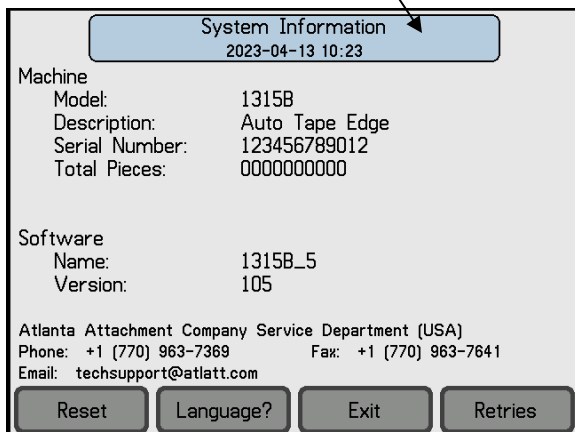 System Information
2023-04-13 10:23
Machine
Model: 1315B
Description: Auto Tape Edge
Serial Number: 123456789012
Total Pieces: 0000000000
Software
Name: 1315B_5
Version: 105
Atlanta Attachment Company Service Department (USA)
Phone: +1 (770) 963-7369 Fax: +1 (770) 963-7641
Email: techsupport@atlatt.com
Reset Language? Exit Retries